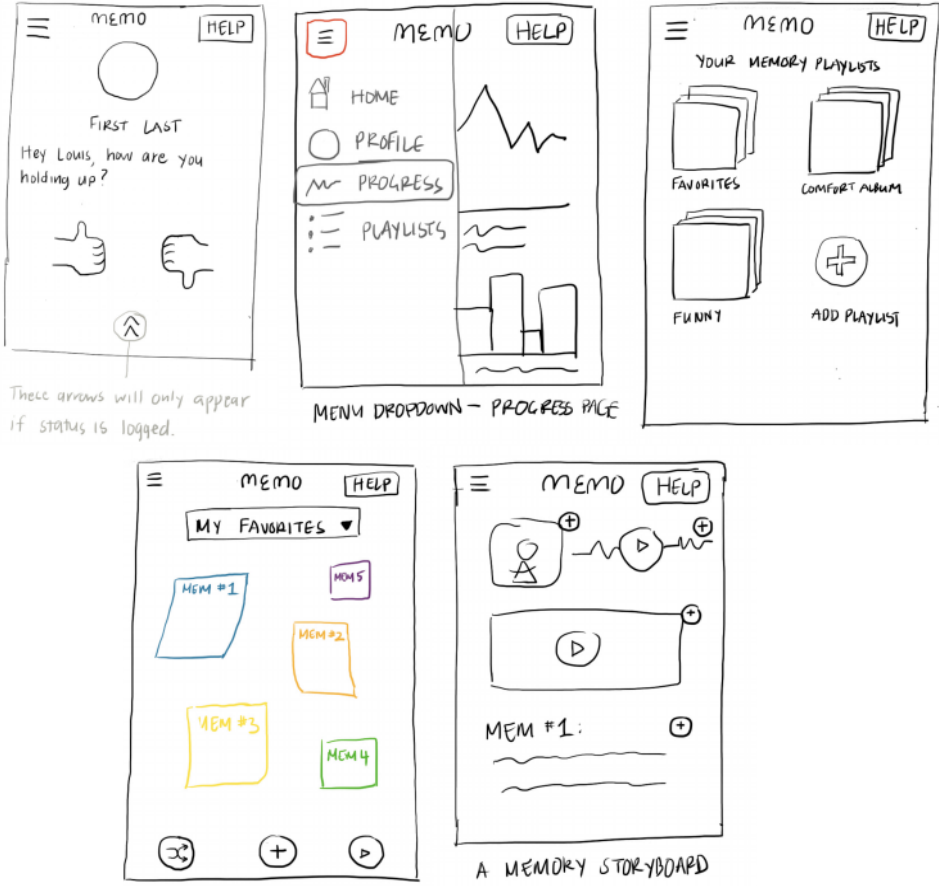 MEMO
HELP
FIRST LAST
Hey Louis, how are you
holding up?
These arrows will only appear
if status is logged.
MEMO
HELP
HOME
PROFILE
PROGRESS
PLAYLISTS
MENU DROPDOWN - PROGRESS PAGE
MEMO
HELP
YOUR MEMORY PLAYLISTS
FAVORITES
COMFORT ALBUM
FUNNY
ADD PLAYLIST
MEMO
HELP
MY FAVORITES
MEM #1
MEM 5
MEM #2
MEM #3
MEM 4
MEMO
HELP
MEM #1:
A MEMORY STORYBOARD